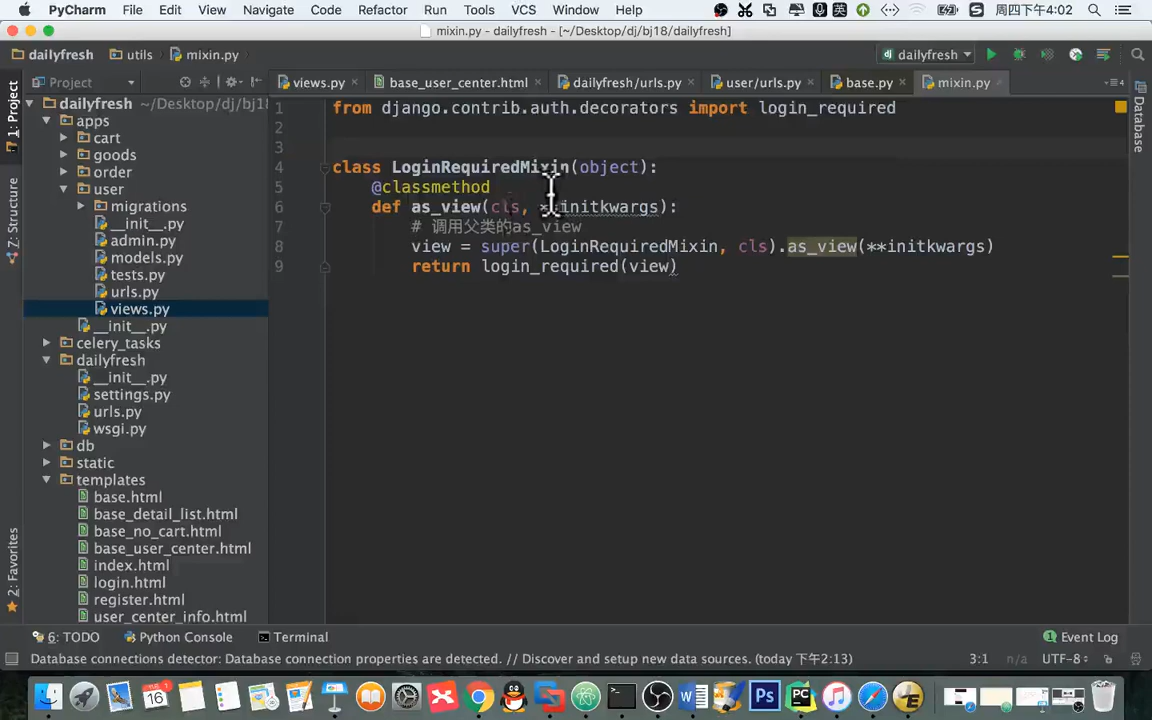 PyCharm File Edit View Navigate Code Refactor Run Tools VCS Window Help 英 周四下午4:02
mixin.py - dailyfresh - [~/Desktop/dj/bj18/dailyfresh]
dailyfresh utils mixin.py dailyfresh
Project views.py base_user_center.html dailyfresh/urls.py user/urls.py base.py mixin.py
1: Project
Z: Structure
2: Favorites
Database
dailyfresh ~/Desktop/dj/bj1
apps
cart
goods
order
user
migrations
__init__.py
admin.py
models.py
tests.py
urls.py
views.py
__init__.py
celery_tasks
dailyfresh
__init__.py
settings.py
urls.py
wsgi.py
db
static
templates
base.html
base_detail_list.html
base_no_cart.html
base_user_center.html
index.html
login.html
register.html
user_center_info.html
1 from django.contrib.auth.decorators import login_required
2
3
4 class LoginRequiredMixin(object):
5 @classmethod
6 def as_view(cls, **initkwargs):
7 # 调用父类的as_view
8 view = super(LoginRequiredMixin, cls).as_view(**initkwargs)
9 return login_required(view)
6: TODO Python Console Terminal 1 Event Log
Database connections detector: Database connection properties are detected. // Discover and setup new data sources. (today 下午2:13) 3:1 n/a UTF-8
16
Ps PC